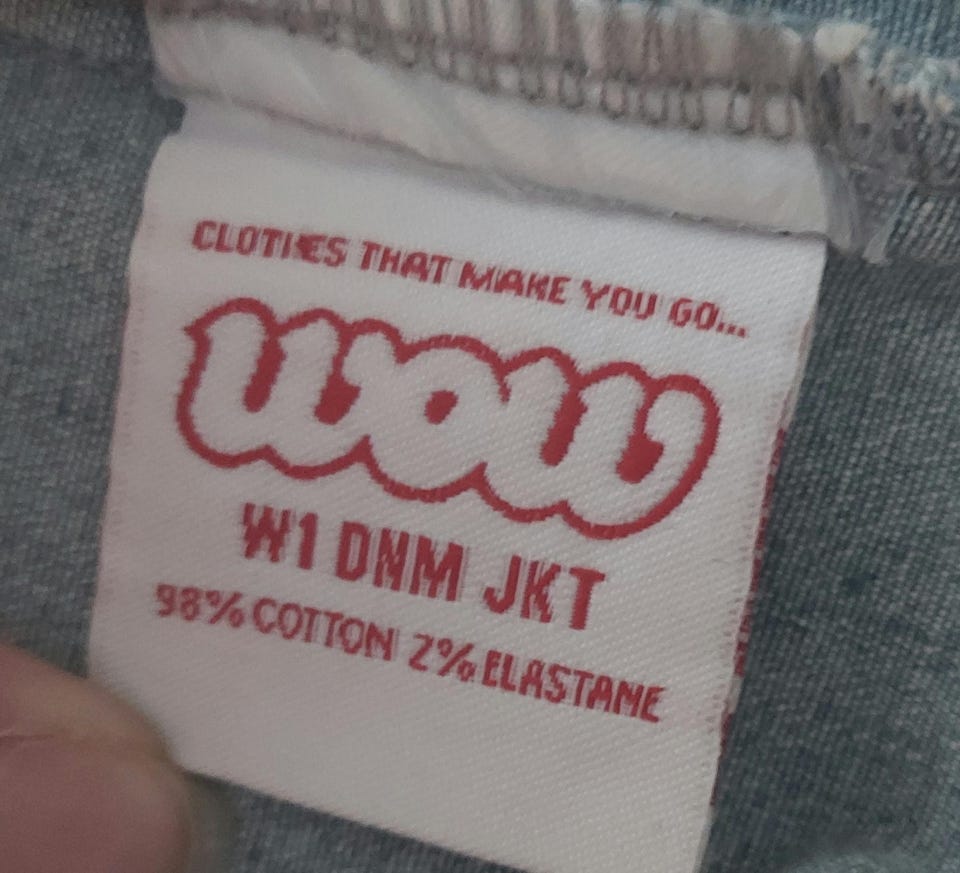 CLOTHES THAT MAKE YOU GO...
WOW
W1 DNM JKT
98% COTTON 2% ELASTANE